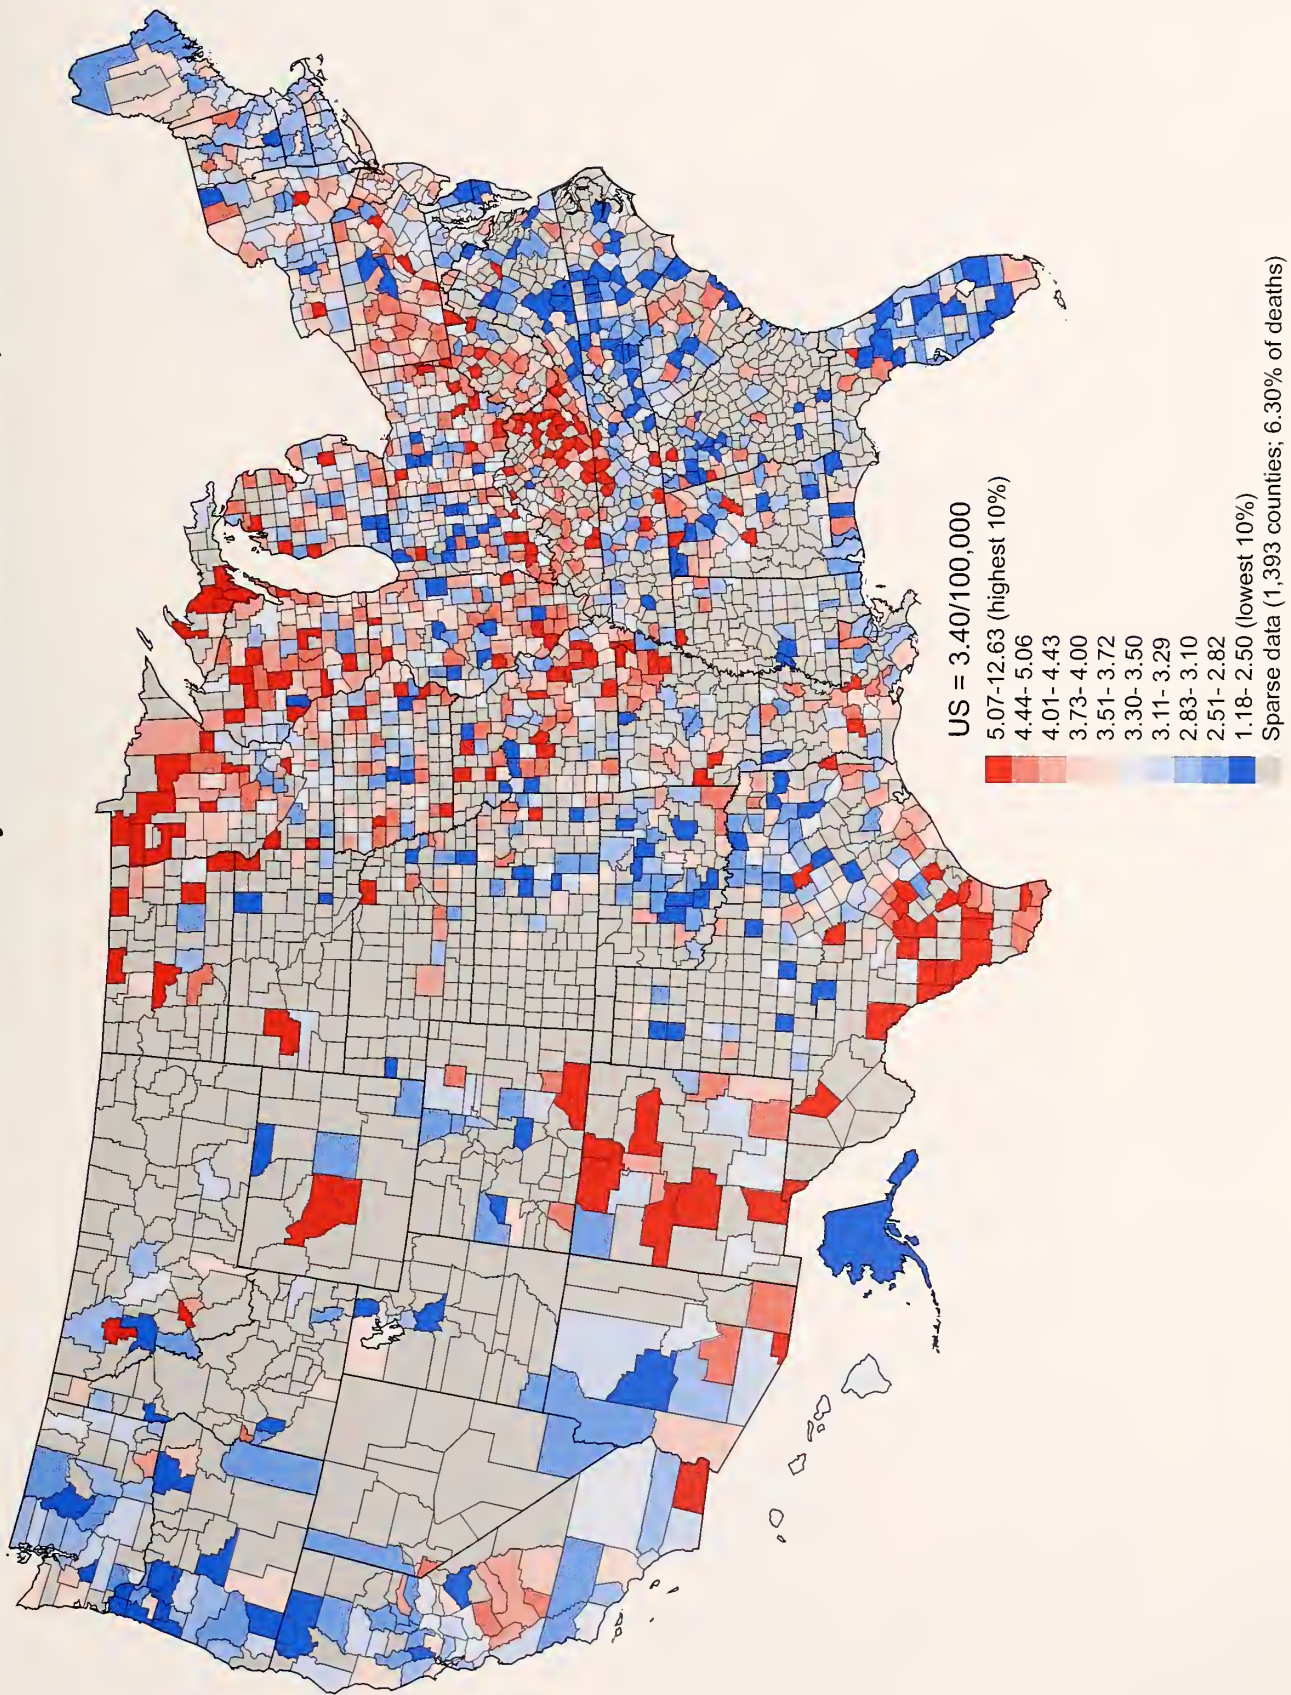 US = 3.40/100,000
5.07-12.63 (highest 10%)
4.44- 5.06
4.01- 4.43
3.73- 4.00
3.51- 3.72
3.30- 3.50
3.11- 3.29
2.83- 3.10
2.51- 2.82
1.18- 2.50 (lowest 10%)
Sparse data (1,393 counties; 6.30% of deaths)